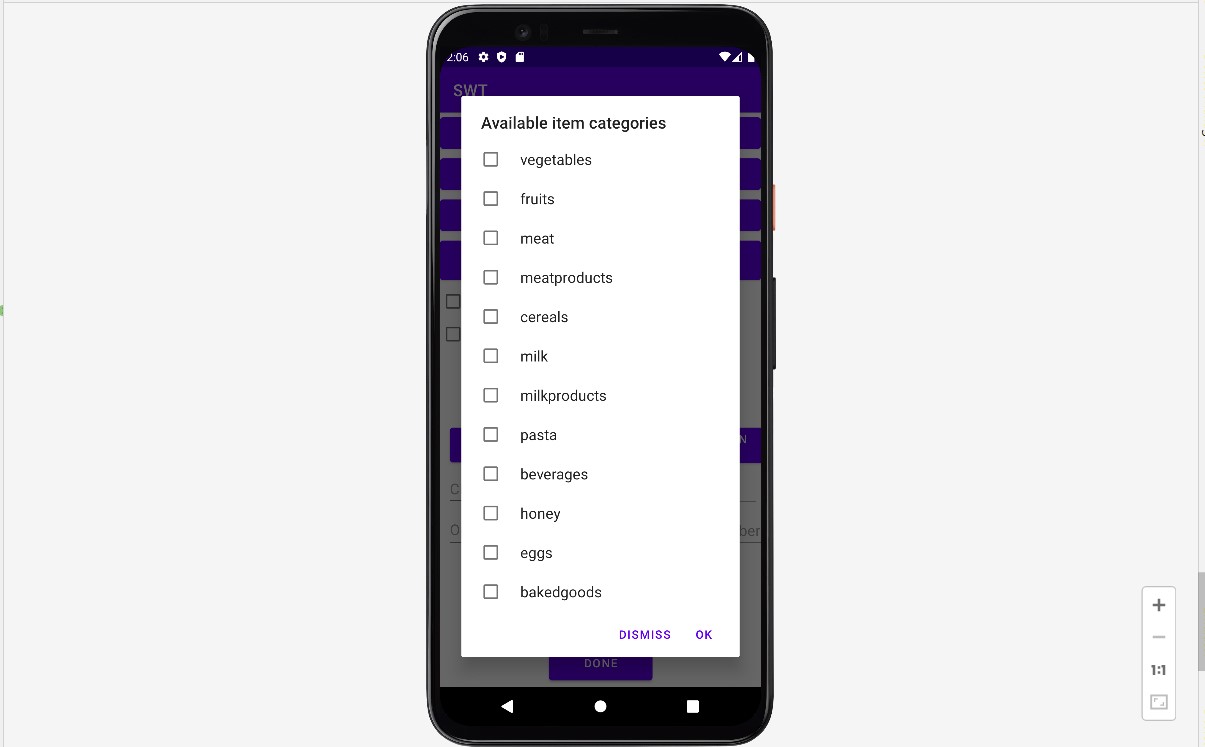 2:06
SWT
Available item categories
vegetables
fruits
meat
meatproducts
cereals
milk
milkproducts
pasta
beverages
honey
eggs
bakedgoods
DISMISS OK
DONE
1:1